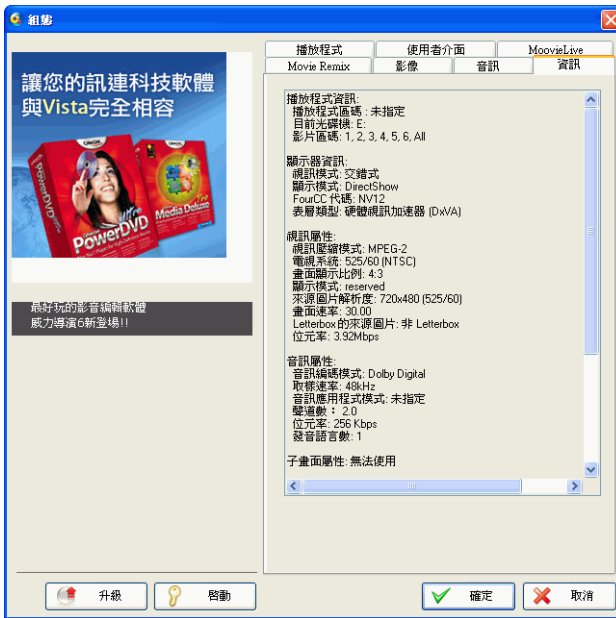 組態
讓您的訊連科技軟體
與Vista完全相容
PowerDVD Ultra
Media Deluxe
最好玩的影音編輯軟體
威力導演6新登場!!
播放程式
使用者介面
MoovieLive
Movie Remix
影像
音訊
資訊
播放程式資訊:
播放程式區碼 : 未指定
目前光碟機: E:
影片區碼: 1, 2, 3, 4, 5, 6, All
顯示器資訊:
視訊模式: 交錯式
顯示模式: DirectShow
FourCC 代碼: NV12
表層類型: 硬體視訊加速器 (DxVA)
視訊屬性:
視訊壓縮模式: MPEG-2
電視系統: 525/60 (NTSC)
畫面顯示比例: 4:3
顯示模式: reserved
來源圖片解析度: 720x480 (525/60)
畫面速率: 30.00
Letterbox 的來源圖片: 非 Letterbox
位元率: 3.92Mbps
音訊屬性:
音訊編碼模式: Dolby Digital
取樣速率: 48kHz
音訊應用程式模式: 未指定
聲道數： 2.0
位元率: 256 Kbps
發音語言數: 1
子畫面屬性: 無法使用
升級
啓動
確定
取消